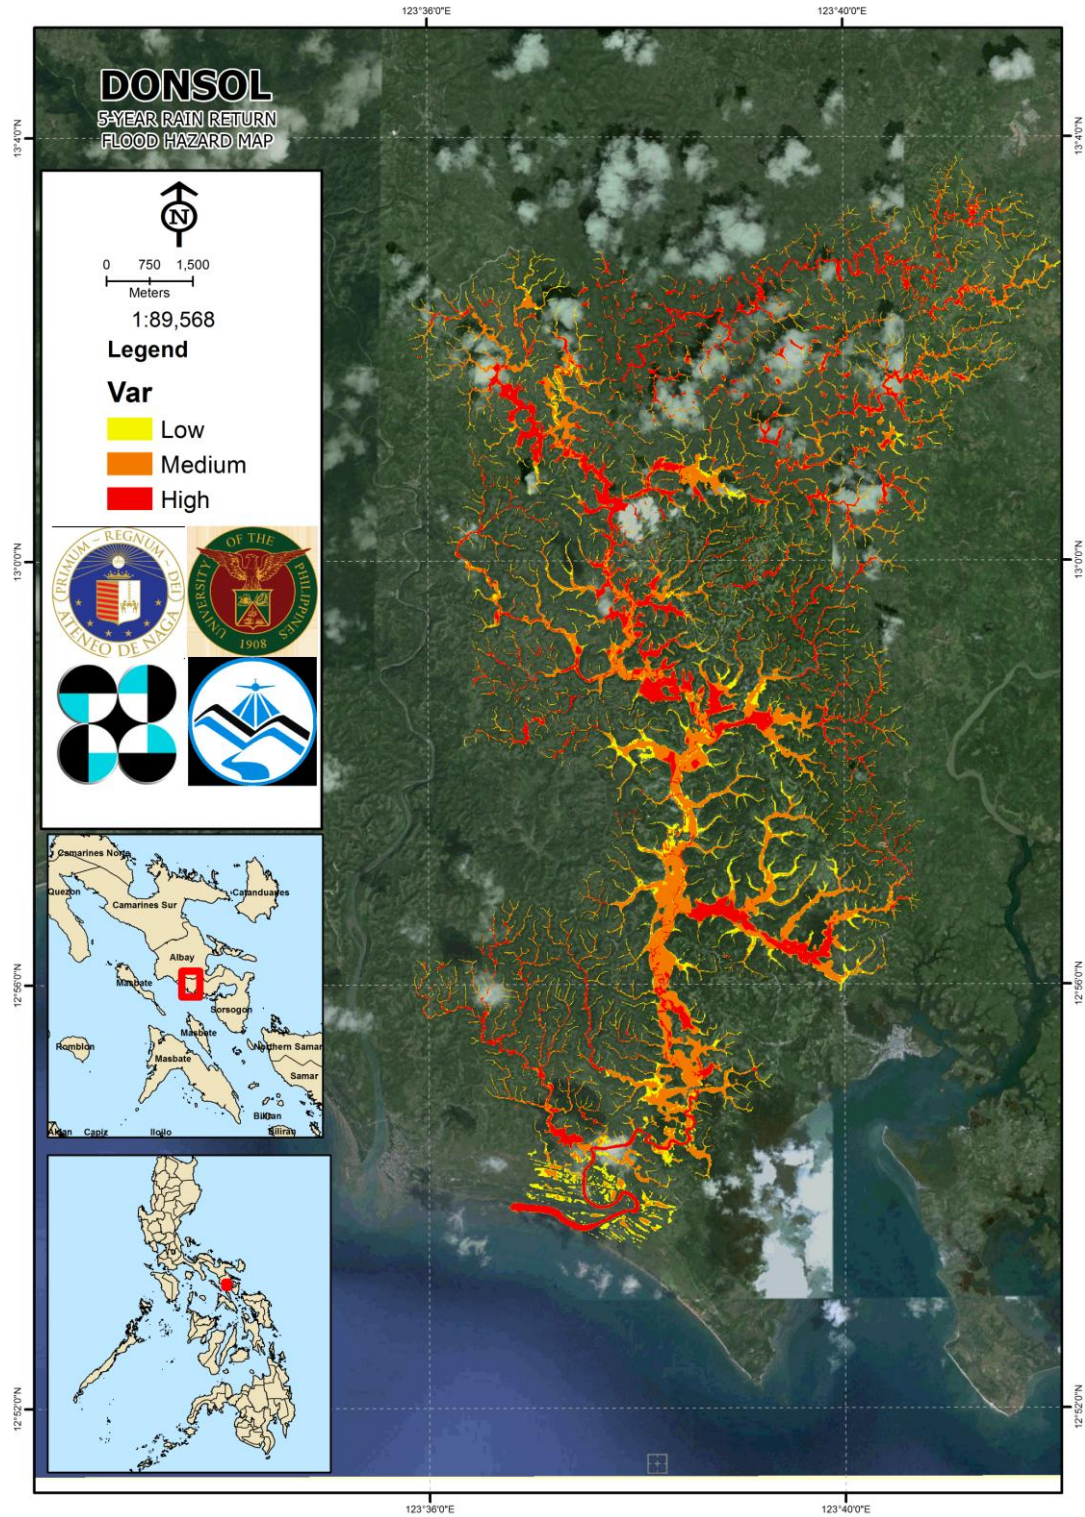 123°36'0"E 123°40'0"E
DONSOL
5-YEAR RAIN RETURN
FLOOD HAZARD MAP
13°4'0"N 13°4'0"N
N
0 750 1,500
Meters
1:89,568
Legend
Var
Low
Medium
High
PRIMUM ~ REGNUM ~ DEI
ATENEO DE NAGA
UNIVERSITY OF THE PHILIPPINES
1908
13°0'0"N 13°0'0"N
Camarines Norte
Quezon
Catanduanes
Camarines Sur
Albay
Masbate
Sorsogon
Masbate
Romblon
Northern Samar
Masbate
Samar
Biliran
Aklan Capiz Iloilo Biliran
12°56'0"N 12°56'0"N
12°52'0"N 12°52'0"N
123°36'0"E 123°40'0"E